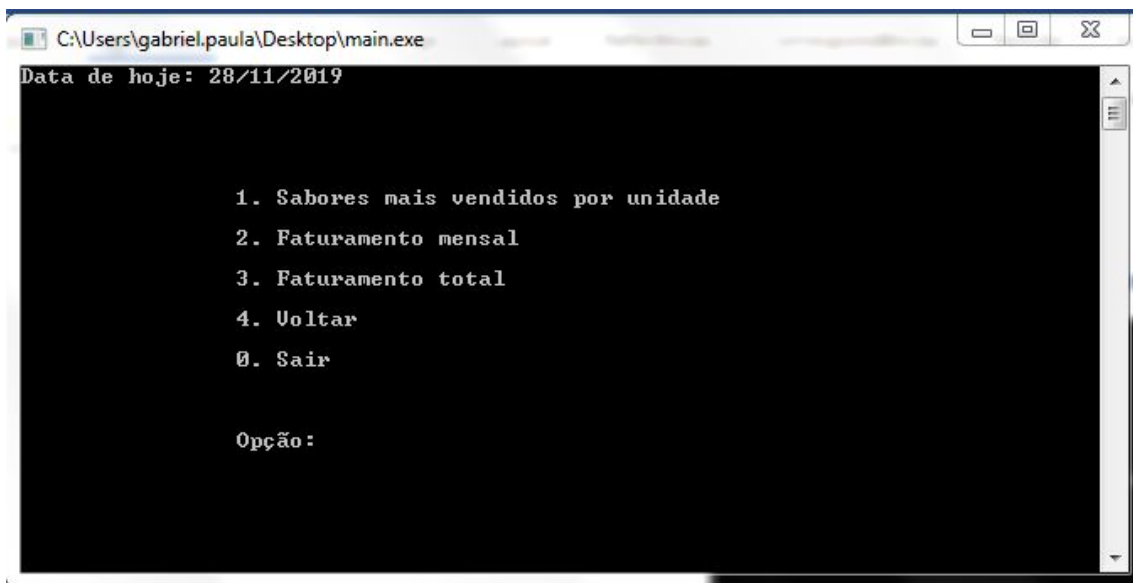 C:\Users\gabriel.paula\Desktop\main.exe
Data de hoje: 28/11/2019
1. Sabores mais vendidos por unidade
2. Faturamento mensal
3. Faturamento total
4. Voltar
0. Sair
Opção: